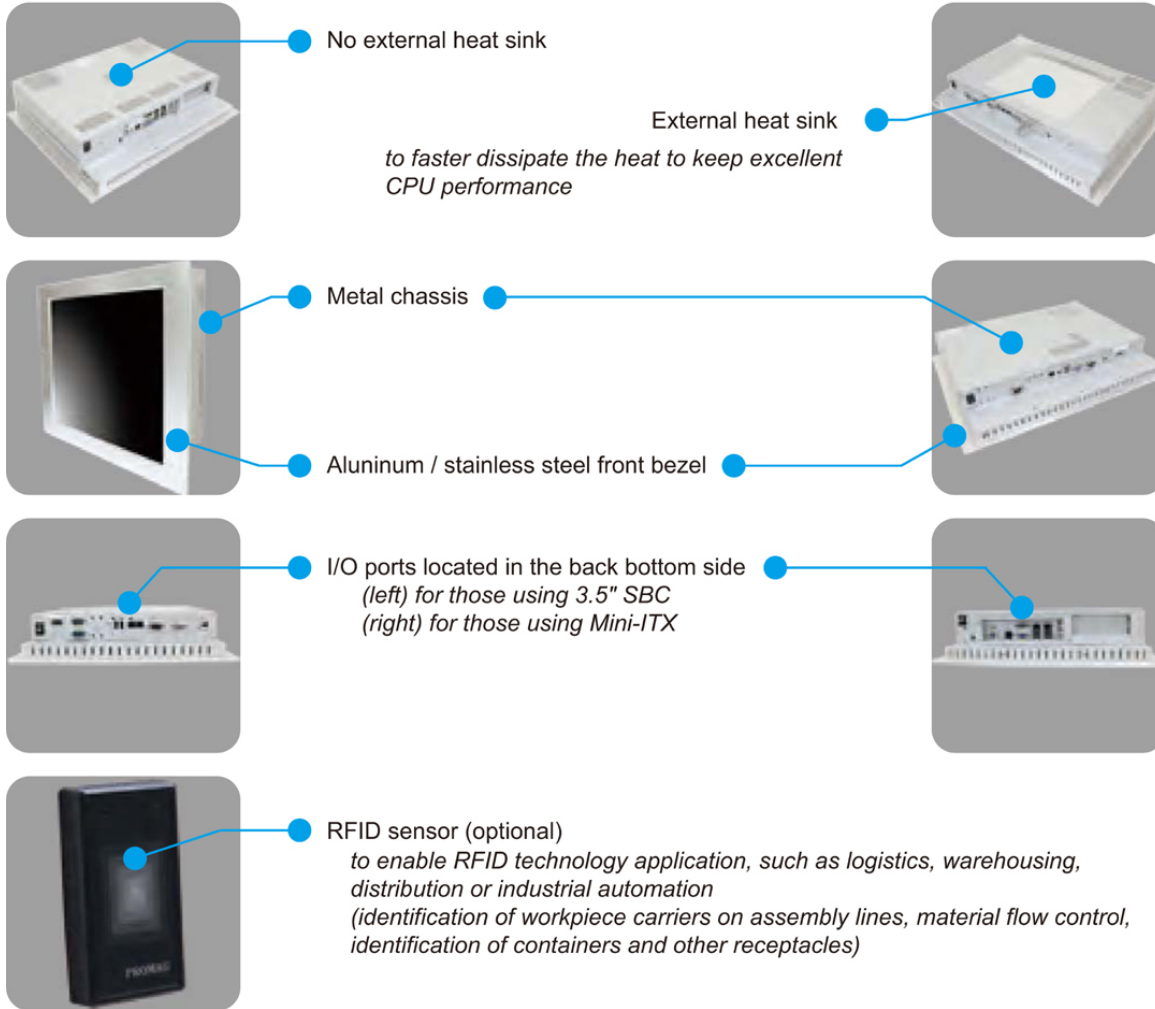 No external heat sink
External heat sink
to faster dissipate the heat to keep excellent
CPU performance
Metal chassis
Aluninum / stainless steel front bezel
I/O ports located in the back bottom side
(left) for those using 3.5" SBC
(right) for those using Mini-ITX
RFID sensor (optional)
to enable RFID technology application, such as logistics, warehousing,
distribution or industrial automation
(identification of workpiece carriers on assembly lines, material flow control,
identification of containers and other receptacles)
PROMAG